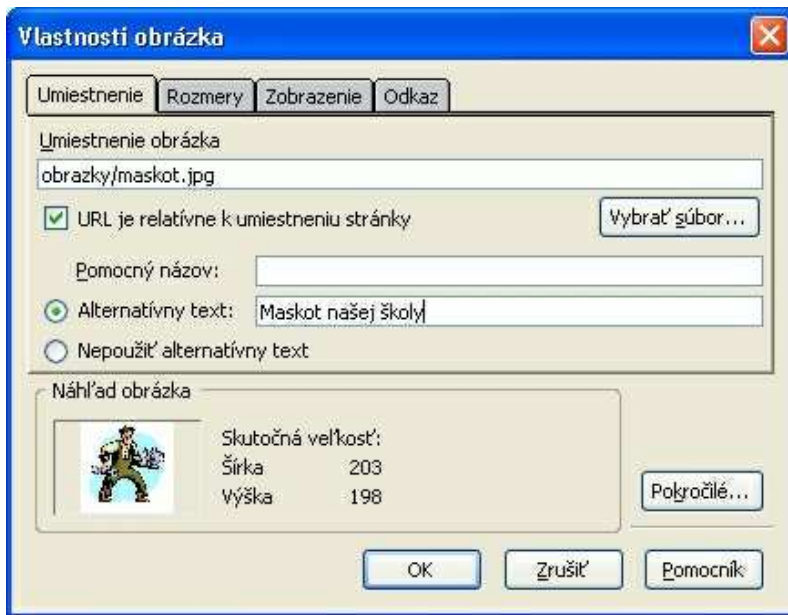 Vlastnosti obrázka
Umiestnenie Rozmery Zobrazenie Odkaz
Umiestnenie obrázka
obrazky/maskot.jpg
URL je relatívne k umiestneniu stránky Vybrať súbor...
Pomocný názov:
Alternatívny text: Maskot našej školy
Nepoužiť alternatívny text
Náhľad obrázka
Skutočná veľkosť:
Šírka 203
Výška 198
Pokročilé...
OK Zrušiť Pomocník